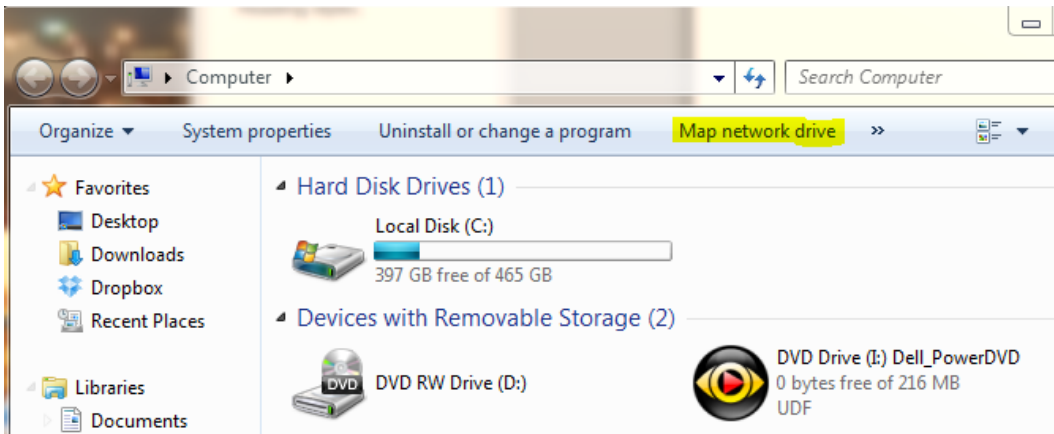 Computer
Search Computer
Organize System properties Uninstall or change a program Map network drive »
Favorites
Desktop
Downloads
Dropbox
Recent Places
Libraries
Documents
Hard Disk Drives (1)
Local Disk (C:)
397 GB free of 465 GB
Devices with Removable Storage (2)
DVD
DVD RW Drive (D:)
DVD Drive (I:) Dell_PowerDVD
0 bytes free of 216 MB
UDF